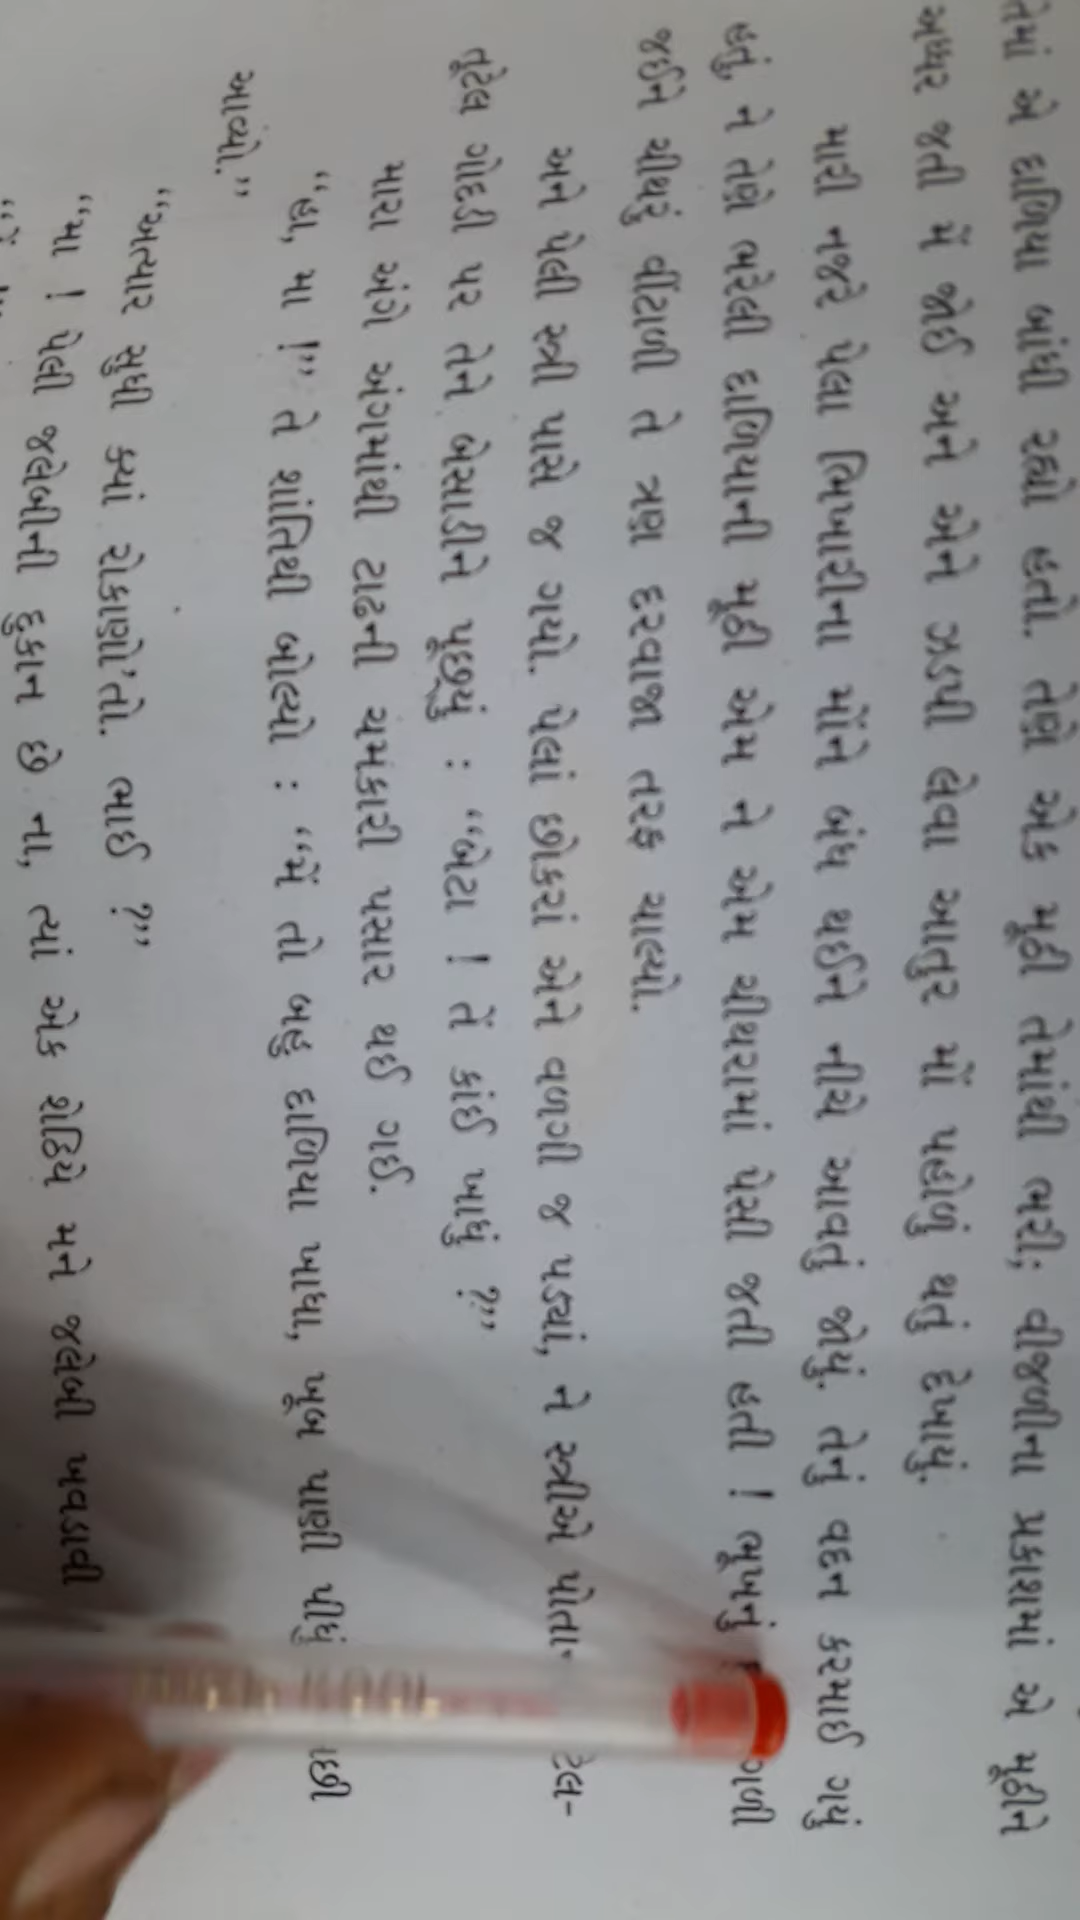 તેમાં એ દાળિયા બાંધી રહ્યો હતો. તેણે એક મૂઠી તેમાંથી ભરી; વીજળીના પ્રકાશમાં એ મૂઠીને
અધ્ધર જતી મેં જોઈ અને એને ઝડપી લેવા આતુર મોં પહોળું થતું દેખાયું.
મારી નજરે પેલા ભિખારીના મોંને બંધ થઈને નીચે આવતું જોયું. તેનું વદન કરમાઈ ગયું
હતું, ને તેણે ભરેલી દાળિયાની મૂઠી એમ ને એમ ચીથરામાં પેસી જતી હતી ! ભૂખનું ગળી
જઈને ચીથરું વીંટાળી તે ત્રણ દરવાજા તરફ ચાલ્યો.
અને પેલી સ્ત્રી પાસે જ ગયો. પેલાં છોકરાં એને વળગી જ પડ્યાં, ને સ્ત્રીએ પોતા
તૂટેલ ગોદડી પર તેને બેસાડીને પૂછ્યું : “બેટા ! તેં કાંઈ ખાધું ?”
મારા અંગે અંગમાંથી ટાઢની ચમકારી પસાર થઈ ગઈ.
“હા, મા !” તે શાંતિથી બોલ્યો : “મેં તો બહુ દાળિયા ખાધા, ખૂબ પાણી પીધું
આવ્યો.”
“અત્યાર સુધી ક્યાં રોકાણો’તો. ભાઈ ?”
“મા ! પેલી જલેબીની દુકાન છે ના, ત્યાં એક શેઠિયે મને જલેબી ખવડાવી